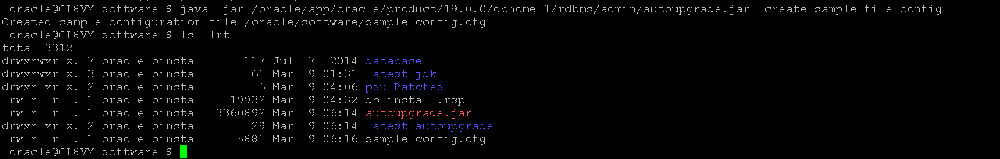 [oracle@OL8VM software]$ java -jar /oracle/app/oracle/product/19.0.0/dbhome_1/rdbms/admin/autoupgrade.jar -create_sample_file config
Created sample configuration file /oracle/software/sample_config.cfg
[oracle@OL8VM software]$ ls -lrt
total 3312
drwxrwxr-x. 7 oracle oinstall     117 Jul  7  2014 database
drwxrwxr-x. 3 oracle oinstall      61 Mar  9 01:31 latest_jdk
drwxr-xr-x. 2 oracle oinstall       6 Mar  9 04:06 psu_Patches
-rw-r--r--. 1 oracle oinstall   19932 Mar  9 04:32 db_install.rsp
-rw-r--r--. 1 oracle oinstall 3360892 Mar  9 06:14 autoupgrade.jar
drwxr-xr-x. 2 oracle oinstall      29 Mar  9 06:14 latest_autoupgrade
-rw-r--r--. 1 oracle oinstall    5881 Mar  9 06:16 sample_config.cfg
[oracle@OL8VM software]$